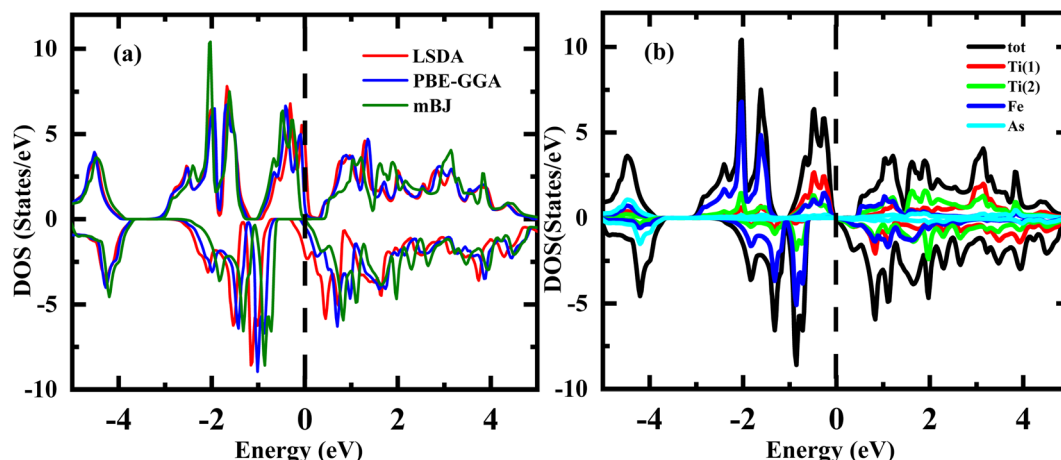 (a)
LSDA
PBE-GGA
mBJ
10
5
0
-5
-10
-4
-2
0
2
4
DOS (States/eV)
Energy (eV)
(b)
tot
Ti(1)
Ti(2)
Fe
As
10
5
0
-5
-10
-4
-2
0
2
4
DOS(States/eV)
Energy (eV)